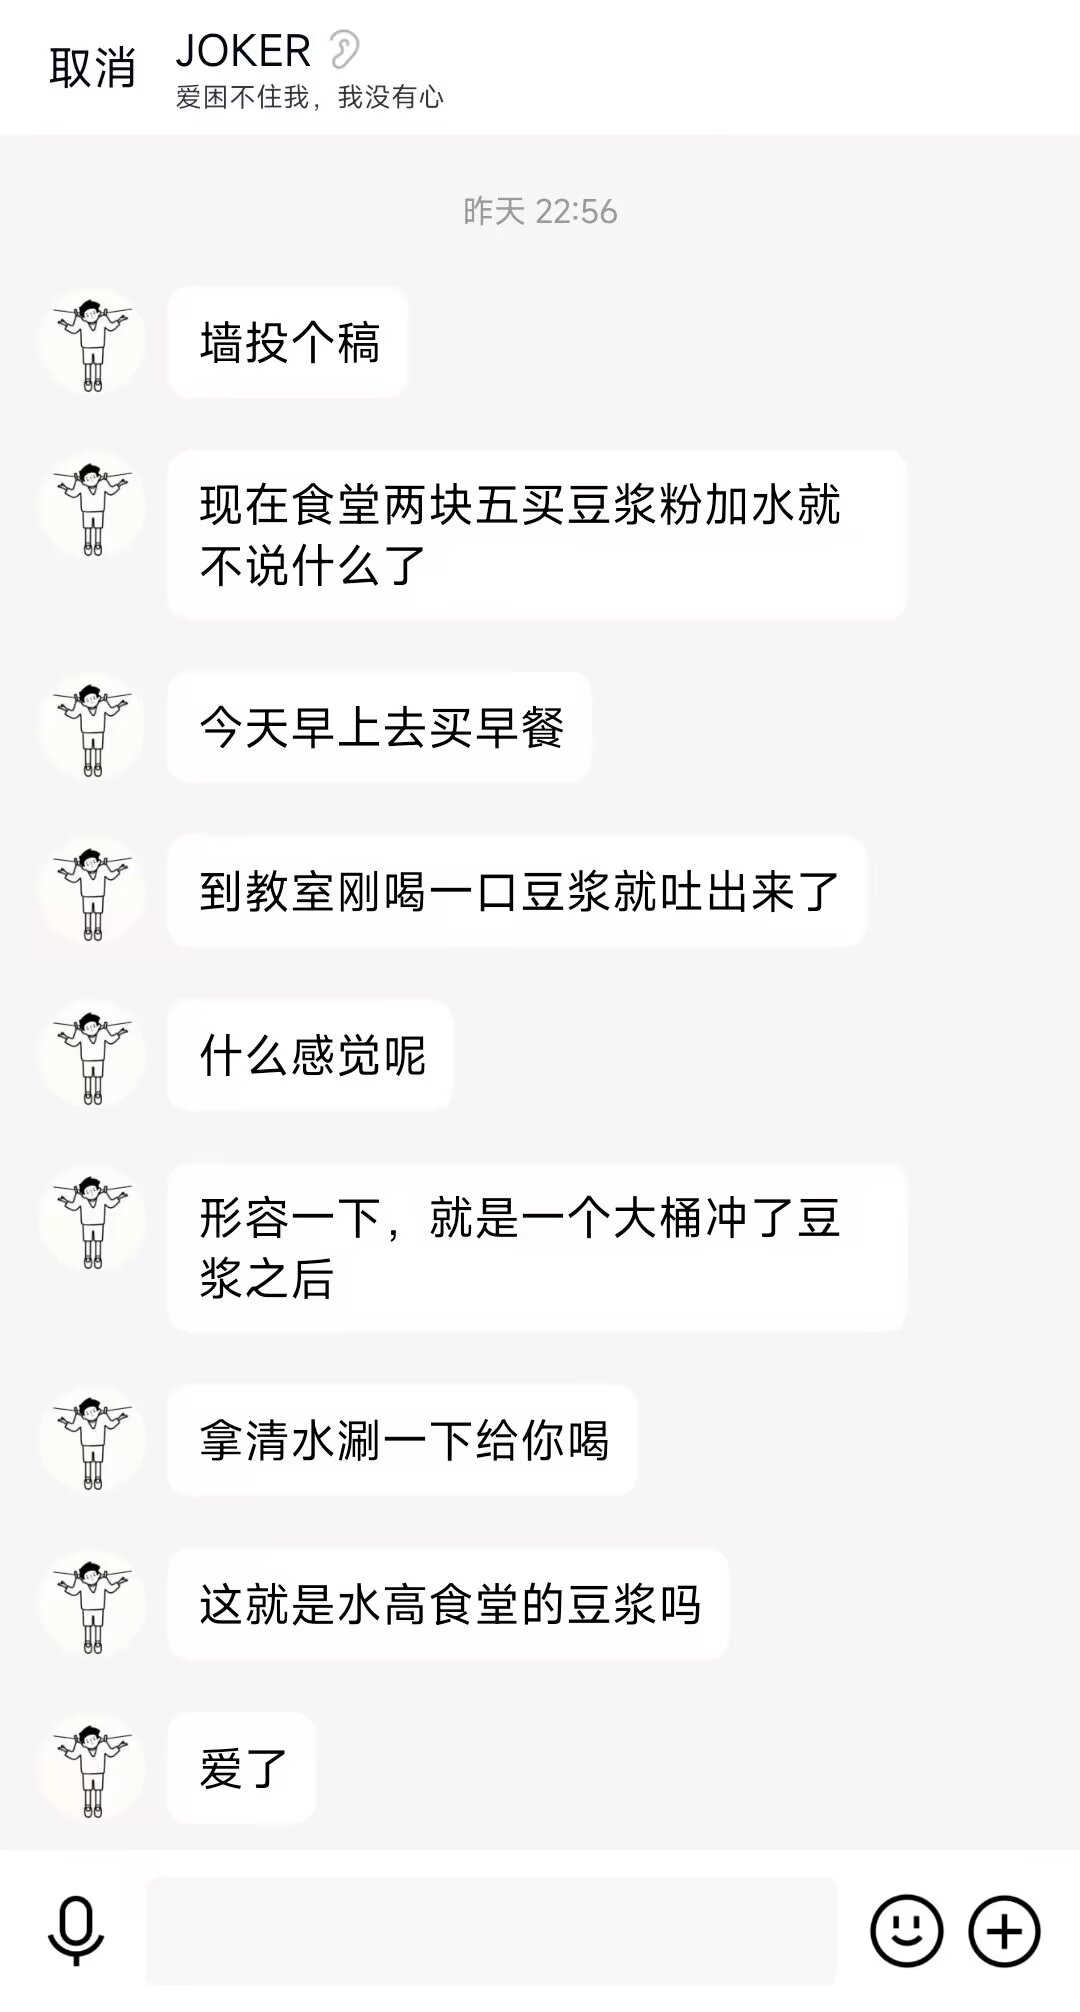 取消
JOKER
爱困不住我，我没有心
昨天 22:56
墙投个稿
现在食堂两块五买豆浆粉加水就
不说什么了
今天早上去买早餐
到教室刚喝一口豆浆就吐出来了
什么感觉呢
形容一下，就是一个大桶冲了豆
浆之后
拿清水涮一下给你喝
这就是水高食堂的豆浆吗
爱了